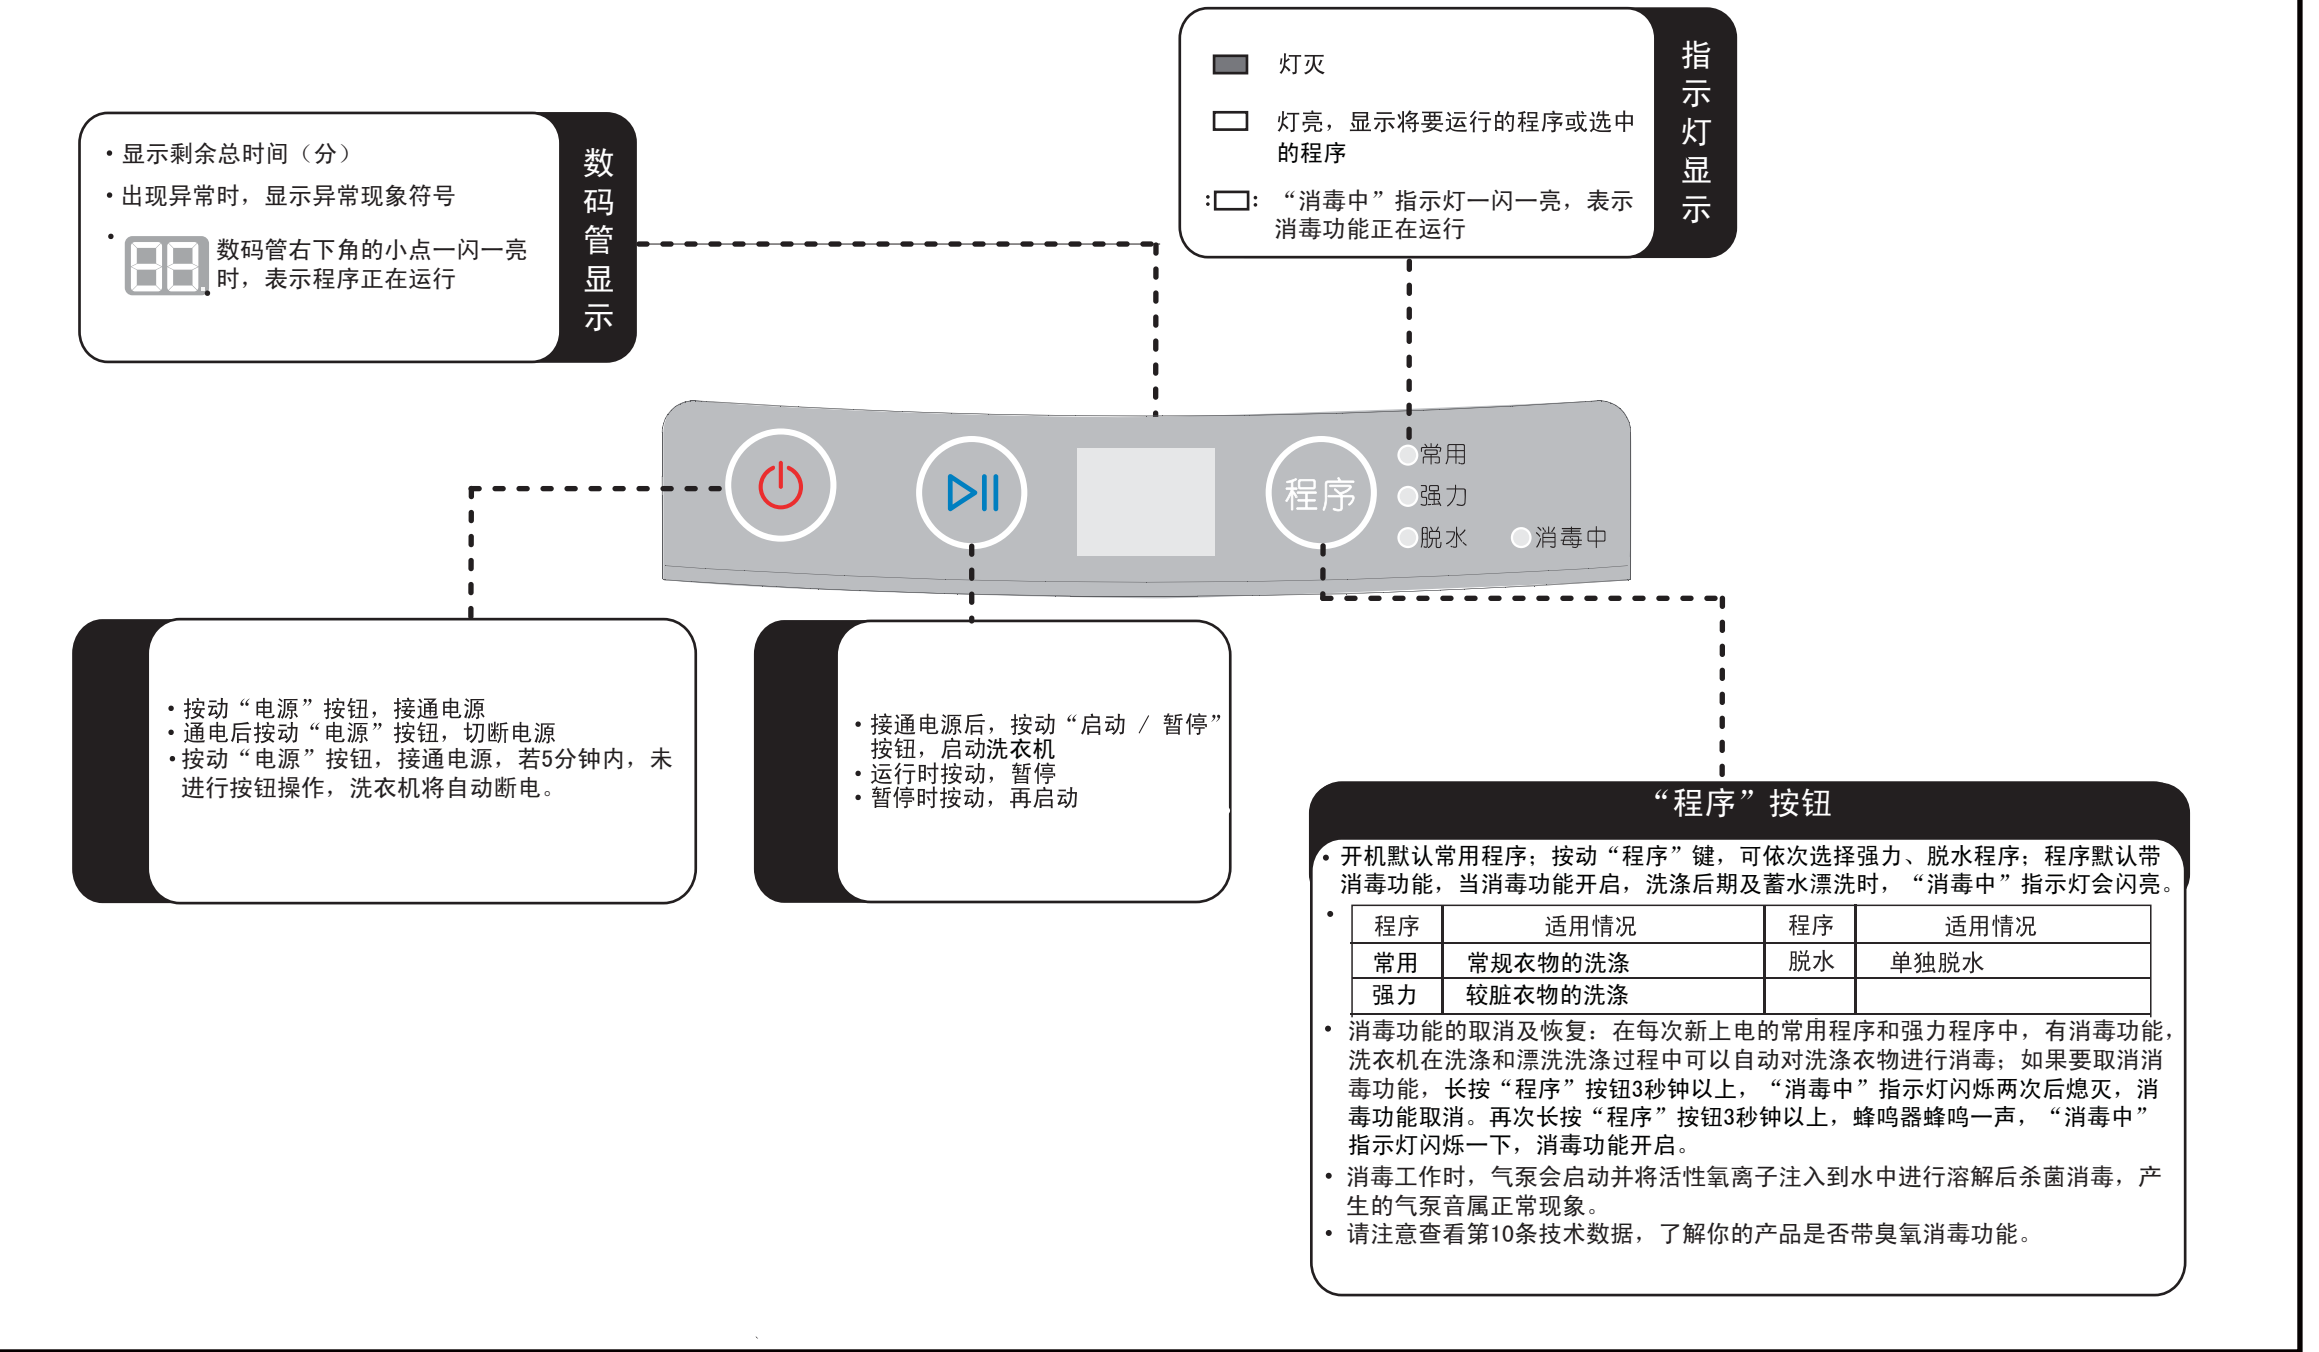 灯灭
灯亮，显示将要运行的程序或选中
的程序
“消毒中”指示灯一闪一亮，表示
消毒功能正在运行
指示灯显示
•显示剩余总时间（分）
•出现异常时，显示异常现象符号
•
数码管右下角的小点一闪一亮
时，表示程序正在运行
数码管显示
程序
常用
强力
脱水
消毒中
•按动“电源”按钮，接通电源
•通电后按动“电源”按钮，切断电源
•按动“电源”按钮，接通电源，若5分钟内，未
进行按钮操作，洗衣机将自动断电。
•接通电源后，按动“启动 / 暂停”
按钮，启动洗衣机
•运行时按动，暂停
•暂停时按动，再启动
“程序”按钮
•开机默认常用程序；按动“程序”键，可依次选择强力、脱水程序；程序默认带
消毒功能，当消毒功能开启，洗涤后期及蓄水漂洗时，“消毒中”指示灯会闪亮。
•
程序 适用情况 程序 适用情况
常用 常规衣物的洗涤 脱水 单独脱水
强力 较脏衣物的洗涤
•消毒功能的取消及恢复：在每次新上电的常用程序和强力程序中，有消毒功能，
洗衣机在洗涤和漂洗洗涤过程中可以自动对洗涤衣物进行消毒；如果要取消消
毒功能，长按“程序”按钮3秒钟以上，“消毒中”指示灯闪烁两次后熄灭，消
毒功能取消。再次长按“程序”按钮3秒钟以上，蜂鸣器蜂鸣一声，“消毒中”
指示灯闪烁一下，消毒功能开启。
•消毒工作时，气泵会启动并将活性氧离子注入到水中进行溶解后杀菌消毒，产
生的气泵音属正常现象。
•请注意查看第10条技术数据，了解你的产品是否带臭氧消毒功能。